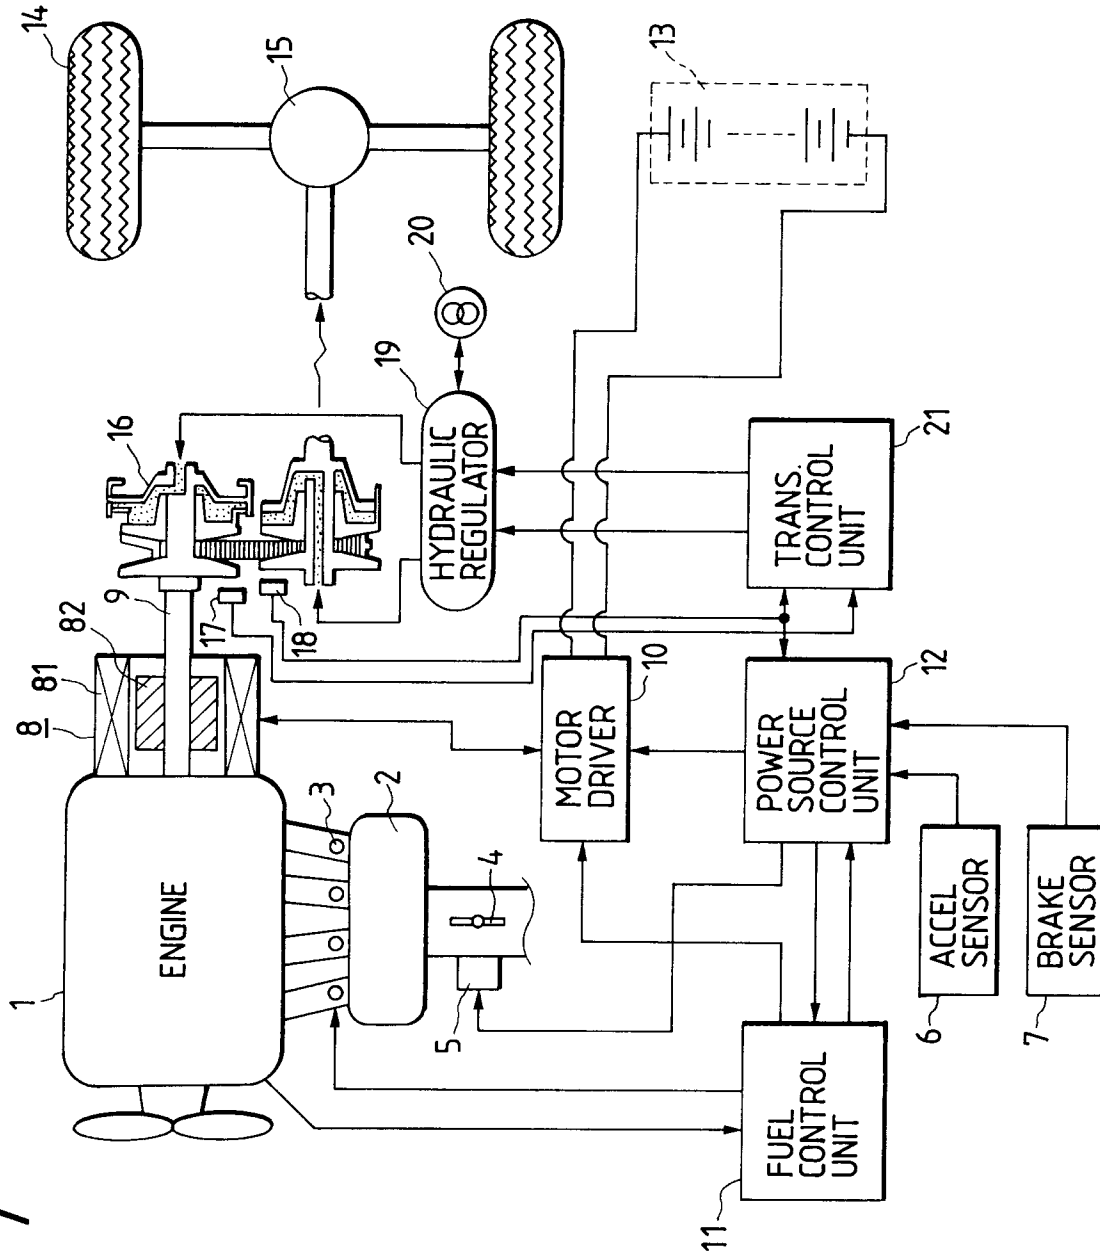 1
ENGINE
8
81
82
9
16
14
15
17
18
3
2
4
5
HYDRAULIC
REGULATOR
19
20
13
MOTOR
DRIVER
10
FUEL
CONTROL
UNIT
11
POWER
SOURCE
CONTROL
UNIT
12
TRANS.
CONTROL
UNIT
21
ACCEL
SENSOR
6
BRAKE
SENSOR
7